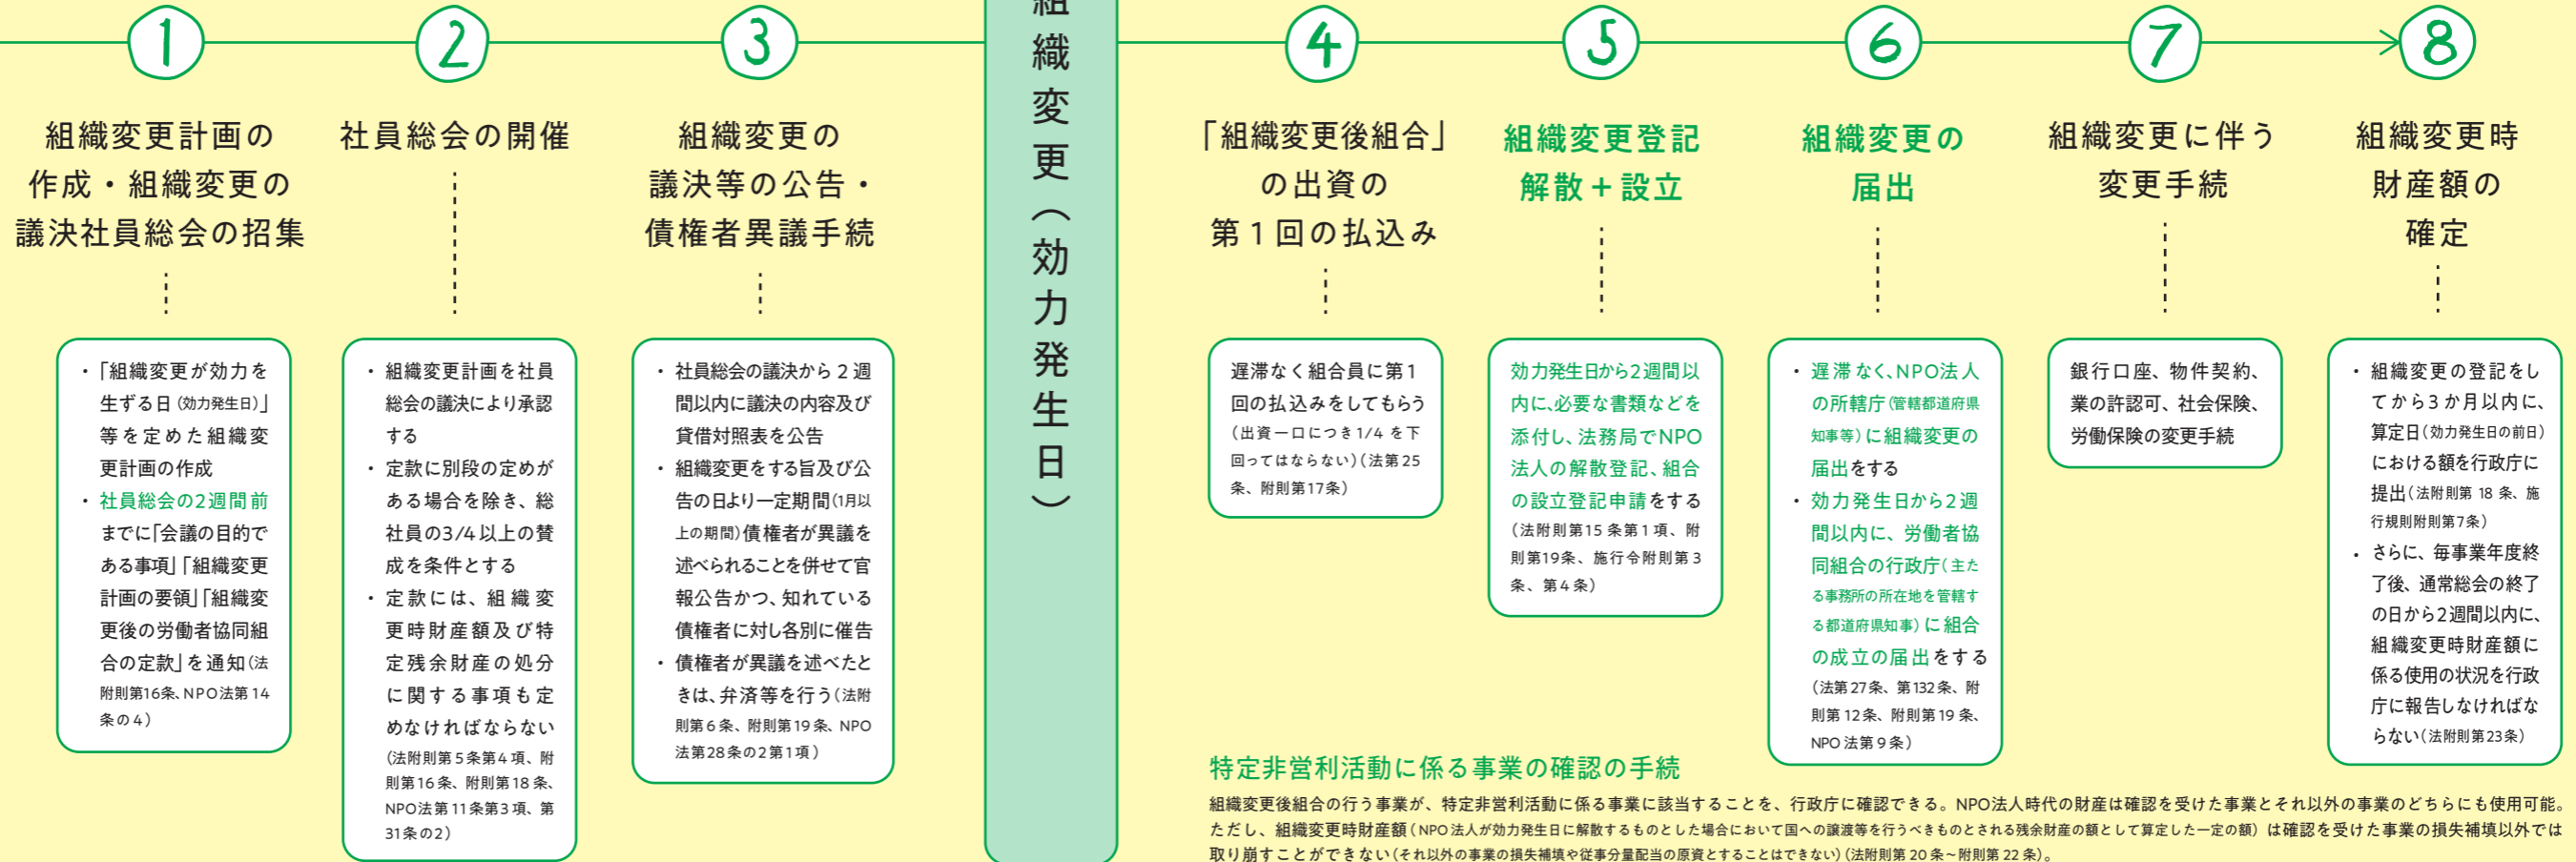 1
組織変更計画の
作成・組織変更の
議決社員総会の招集
・「組織変更が効力を
生ずる日(効力発生日)」
等を定めた組織変
更計画の作成
・社員総会の2週間前
までに「会議の目的で
ある事項」「組織変更
計画の要領」「組織変
更後の労働者協同組
合の定款」を通知(法
附則第16条、NPO法第14
条の4)
2
社員総会の開催
・組織変更計画を社員
総会の議決により承認
する
・定款に別段の定めが
ある場合を除き、総
社員の3/4以上の賛
成を条件とする
・定款には、組織変
更時財産額及び特
定残余財産の処分
に関する事項も定
めなければならない
(法附則第5条第4項、附
則第16条、附則第18条、
NPO法第11条第3項、第
31条の2)
3
組織変更の
議決等の公告・
債権者異議手続
・社員総会の議決から2週
間以内に議決の内容及び
貸借対照表を公告
・組織変更をする旨及び公
告の日より一定期間(1月以
上の期間)債権者が異議を
述べられることを併せて官
報公告かつ、知れている
債権者に対し各別に催告
・債権者が異議を述べたと
きは、弁済等を行う(法附
則第6条、附則第19条、NPO
法第28条の2第1項)
組織変更(効力発生日)
4
「組織変更後組合」
の出資の
第1回の払込み
遅滞なく組合員に第1
回の払込みをしてもらう
(出資一口につき1/4を下
回ってはならない)(法第25
条、附則第17条)
5
組織変更登記
解散+設立
効力発生日から2週間以
内に、必要な書類などを
添付し、法務局でNPO
法人の解散登記、組合
の設立登記申請をする
(法附則第15条第1項、附
則第19条、施行令附則第3
条、第4条)
6
組織変更の
届出
・遅滞なく、NPO法人
の所轄庁(管轄都道府県
知事等)に組織変更の
届出をする
・効力発生日から2週
間以内に、労働者協
同組合の行政庁(主た
る事務所の所在地を管轄す
る都道府県知事)に組合
の成立の届出をする
(法第27条、第132条、附
則第12条、附則第19条、
NPO法第9条)
7
組織変更に伴う
変更手続
銀行口座、物件契約、
業の許認可、社会保険、
労働保険の変更手続
8
組織変更時
財産額の
確定
・組織変更の登記をし
てから3か月以内に、
算定日(効力発生日の前日)
における額を行政庁に
提出(法附則第18条、施
行規則附則第7条)
・さらに、毎事業年度終
了後、通常総会の終了
の日から2週間以内に、
組織変更時財産額に
係る使用の状況を行政
庁に報告しなければな
らない(法附則第23条)
特定非営利活動に係る事業の確認の手続
組織変更後組合の行う事業が、特定非営利活動に係る事業に該当することを、行政庁に確認できる。NPO法人時代の財産は確認を受けた事業とそれ以外の事業のどちらにも使用可能。
ただし、組織変更時財産額(NPO法人が効力発生日に解散するものとした場合において国への譲渡等を行うべきものとされる残余財産の額として算定した一定の額)は確認を受けた事業の損失補填以外では
取り崩すことができない(それ以外の事業の損失補填や従事分量配当の原資とすることはできない)(法附則第20条~附則第22条)。